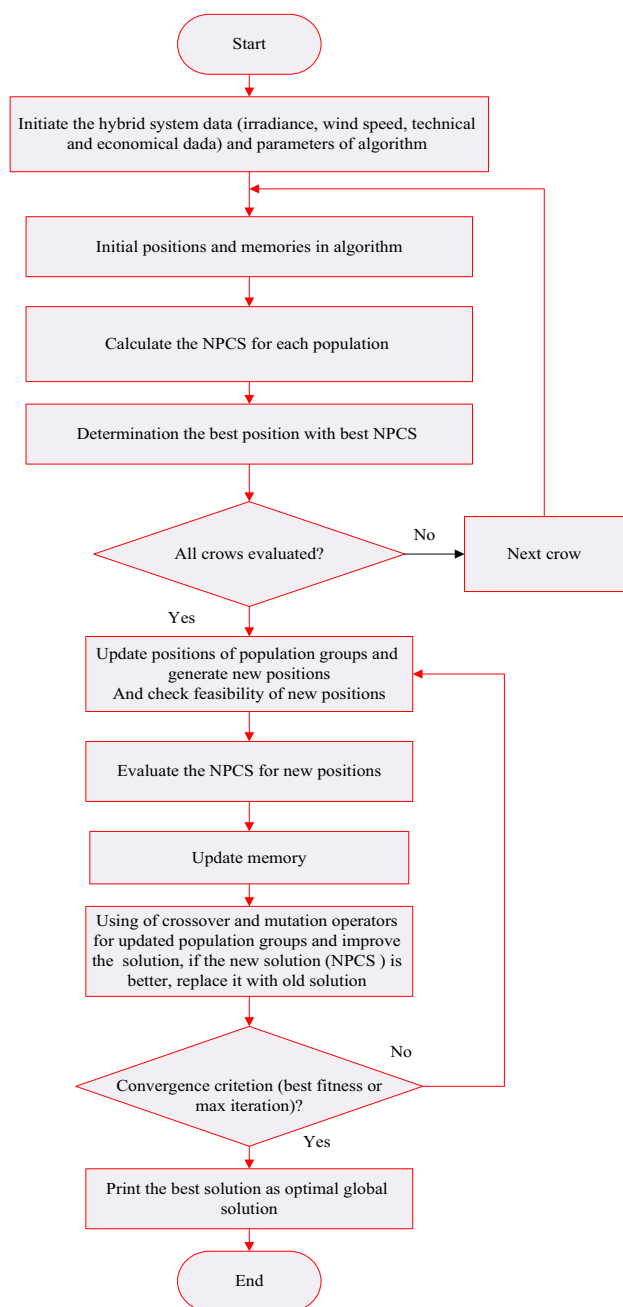 Start
Initiate the hybrid system data (irradiance, wind speed, technical
and economical dada) and parameters of algorithm
Initial positions and memories in algorithm
Calculate the NPCS for each population
Determination the best position with best NPCS
All crows evaluated?
No
Next crow
Yes
Update positions of population groups and
generate new positions
And check feasibility of new positions
Evaluate the NPCS for new positions
Update memory
Using of crossover and mutation operators
for updated population groups and improve
the solution, if the new solution (NPCS ) is
better, replace it with old solution
No
Convergence critetion (best fitness or
max iteration)?
Yes
Print the best solution as optimal global
solution
End